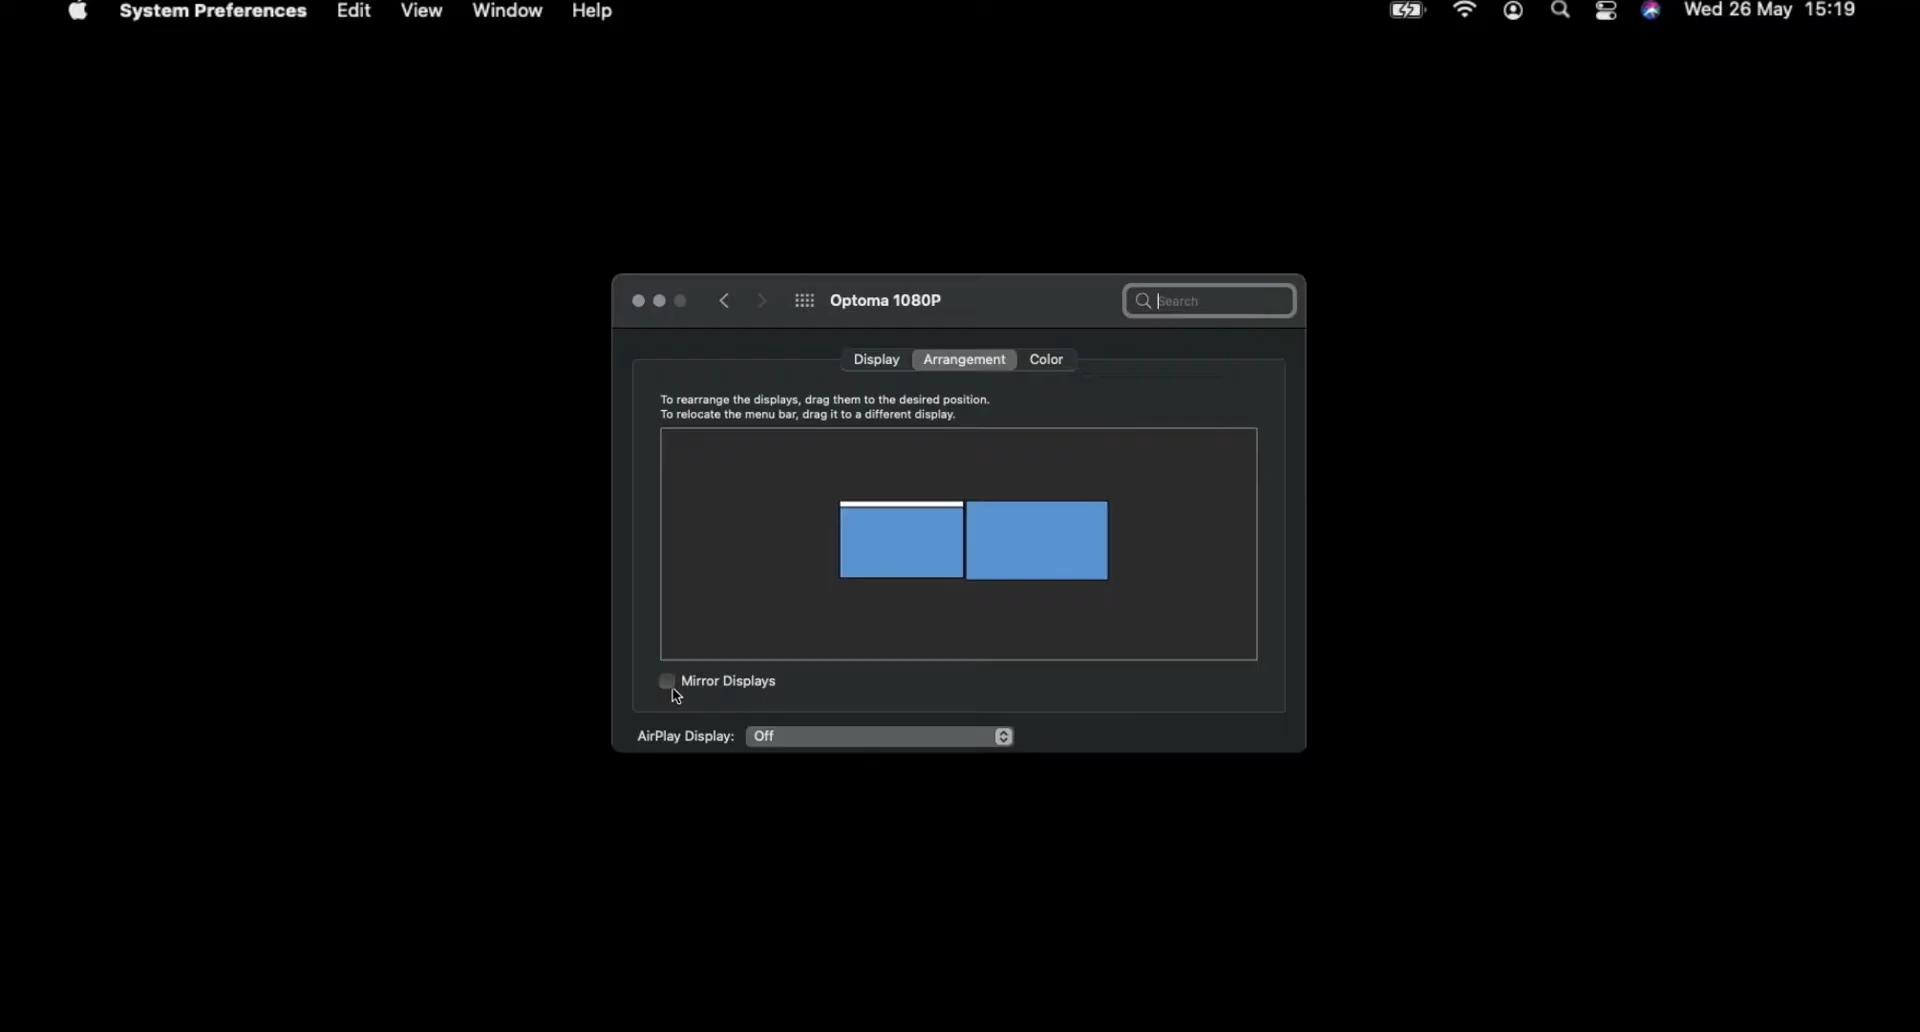 System Preferences Edit View Window Help Wed 26 May 15:19
Optoma 1080P Search
Display Arrangement Color
To rearrange the displays, drag them to the desired position.
To relocate the menu bar, drag it to a different display.
Mirror Displays
AirPlay Display: Off